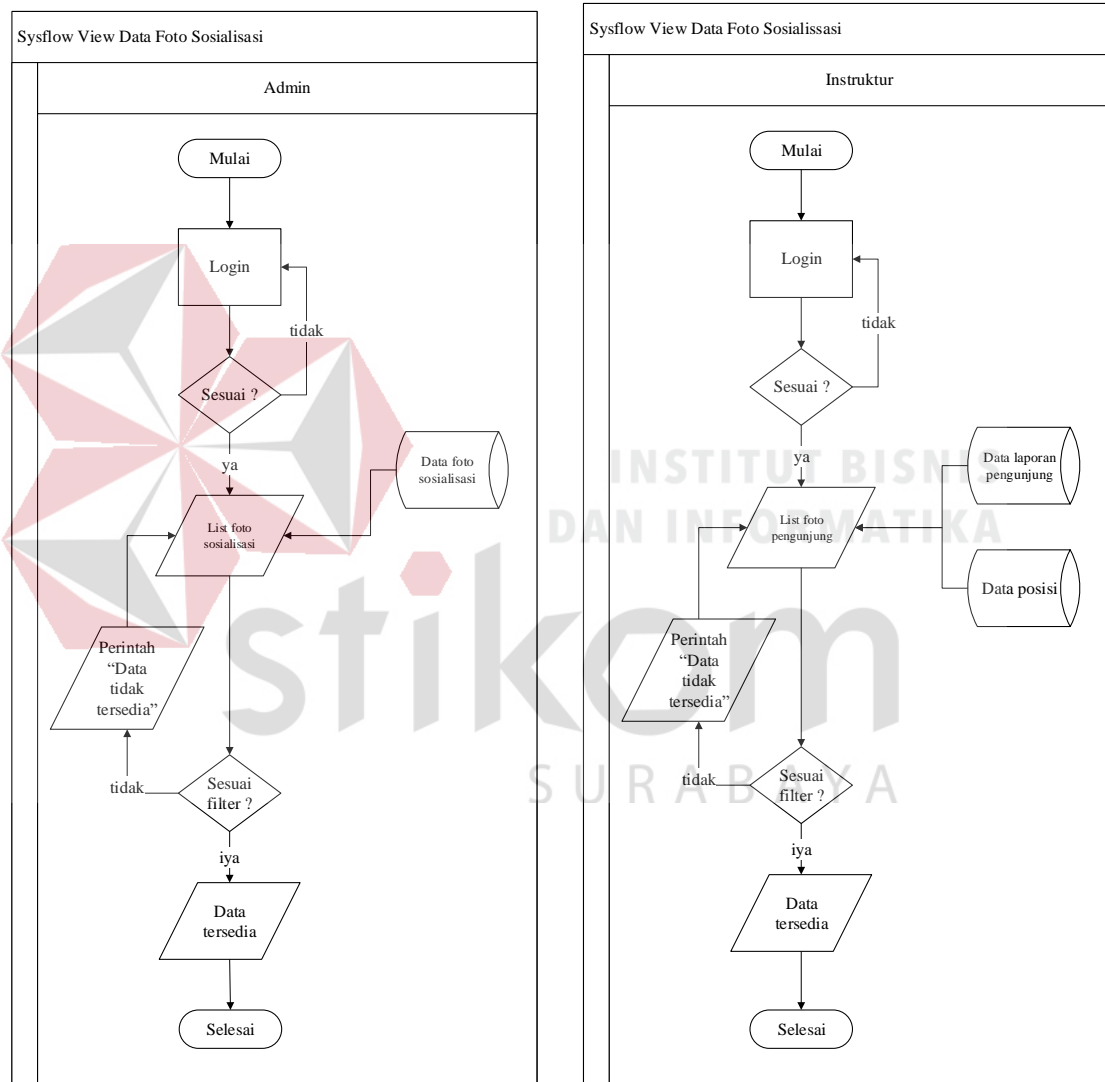 Sysflow View Data Foto Sosialisasi
Admin
Mulai
Login
tidak
Sesuai ?
ya
Data foto
sosialisasi
List foto
sosialisasi
Perintah
“Data
tidak
tersedia”
tidak
Sesuai
filter ?
iya
Data
tersedia
Selesai
Sysflow View Data Foto Sosialissasi
Instruktur
Mulai
Login
tidak
Sesuai ?
ya
Data laporan
pengunjung
List foto
pengunjung
Data posisi
Perintah
“Data
tidak
tersedia”
tidak
Sesuai
filter ?
iya
Data
tersedia
Selesai
INSTITUT BISNIS
DAN INFORMATIKA
stikom
SURABAYA